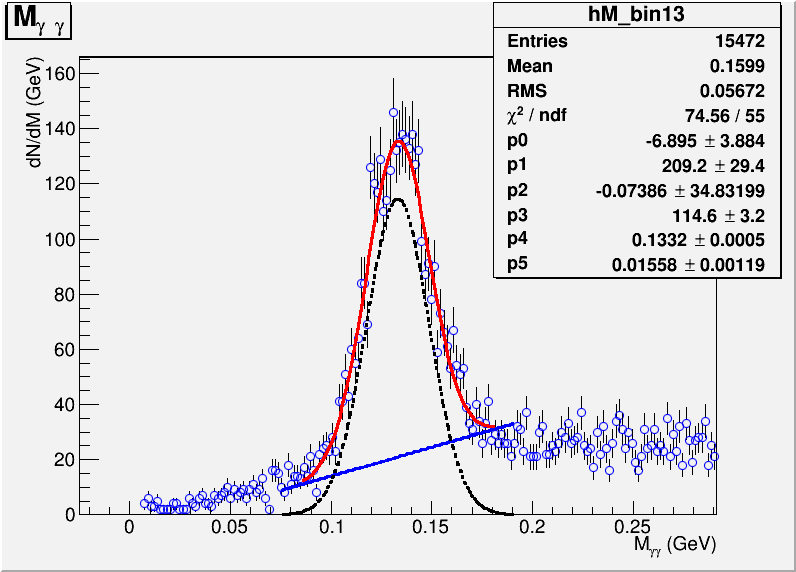 M γ γ
hM_bin13
Entries 15472
Mean 0.1599
RMS 0.05672
χ² / ndf 74.56 / 55
p0 -6.895 ± 3.884
p1 209.2 ± 29.4
p2 -0.07386 ± 34.83199
p3 114.6 ± 3.2
p4 0.1332 ± 0.0005
p5 0.01558 ± 0.00119
dN/dM (GeV)
160
140
120
100
80
60
40
20
0
0 0.05 0.1 0.15 0.2 0.25
Mγγ (GeV)